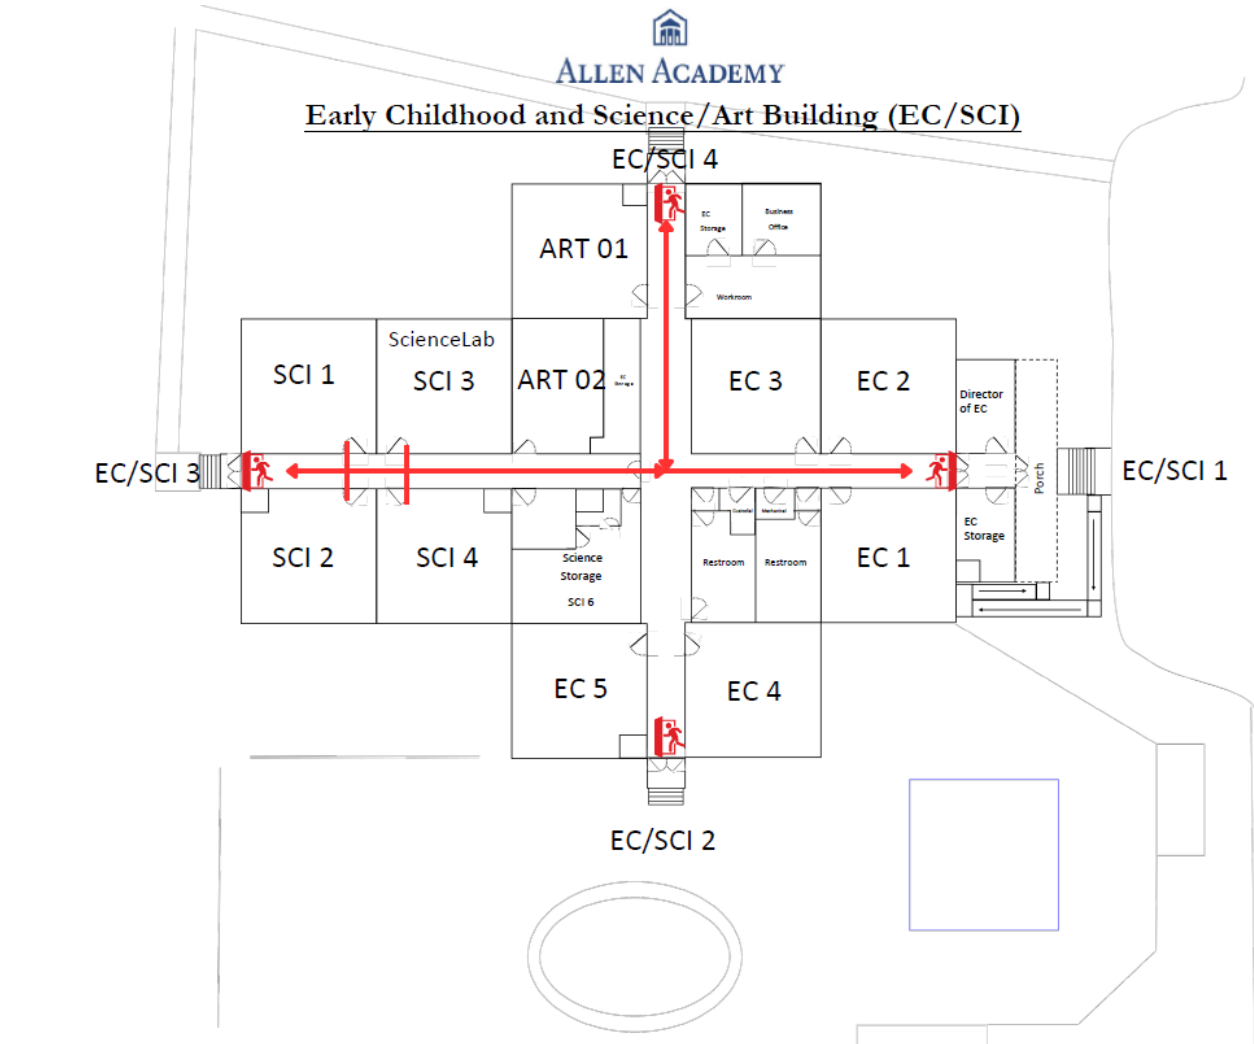 ALLEN ACADEMY
Early Childhood and Science/Art Building (EC/SCI)
EC/SCI 4
EC
Storage
Business
Office
ART 01
Workroom
ScienceLab
SCI 1
SCI 3
ART 02
EC
Storage
EC 3
EC 2
Director
of EC
EC/SCI 3
Porch
EC/SCI 1
Custodial
Mechanical
EC
Storage
SCI 2
SCI 4
Science
Storage
SCI 6
Restroom
Restroom
EC 1
EC 5
EC 4
EC/SCI 2